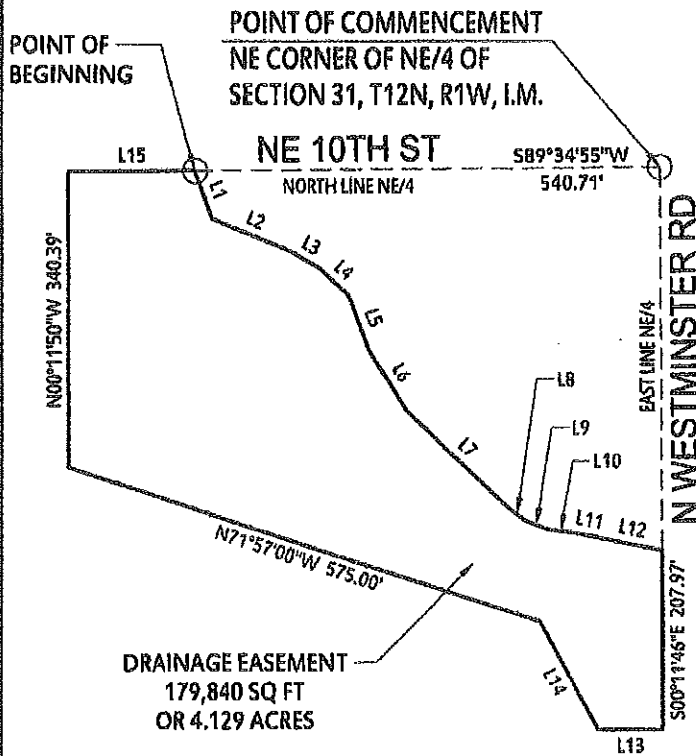 POINT OF COMMENCEMENT
NE CORNER OF NE/4 OF
SECTION 31, T12N, R1W, I.M.
POINT OF
BEGINNING
L15
NE 10TH ST
S89°34'55"W
540.71'
NORTH LINE NE/4
L1
L2
L3
L4
L5
L6
L7
L8
L9
L10
L11
L12
EAST LINE NE/4
N WESTMINSTER RD
N00°11'50"W 340.39'
N71°57'00"W 575.00'
S00°11'46"E 207.97'
DRAINAGE EASEMENT
179,840 SQ FT
OR 4.129 ACRES
L14
L13